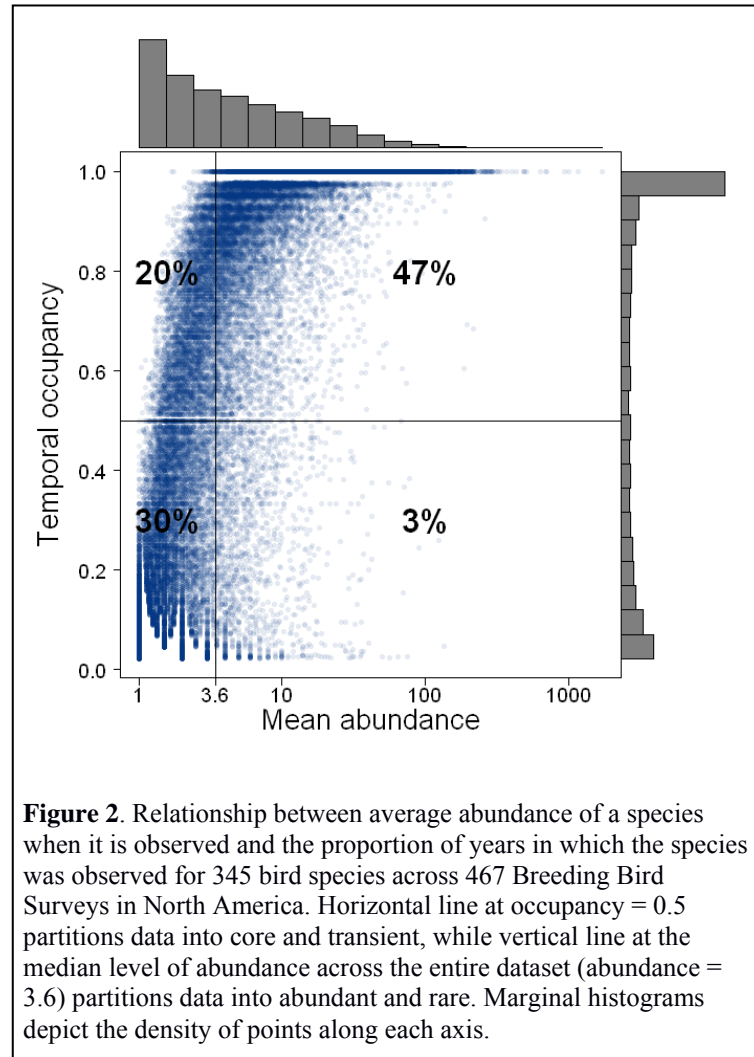 1.0
0.8
0.6
0.4
0.2
0.0
Temporal occupancy
20%
47%
30%
3%
1
3.6
10
100
1000
Mean abundance
Figure 2. Relationship between average abundance of a species
when it is observed and the proportion of years in which the species
was observed for 345 bird species across 467 Breeding Bird
Surveys in North America. Horizontal line at occupancy = 0.5
partitions data into core and transient, while vertical line at the
median level of abundance across the entire dataset (abundance =
3.6) partitions data into abundant and rare. Marginal histograms
depict the density of points along each axis.